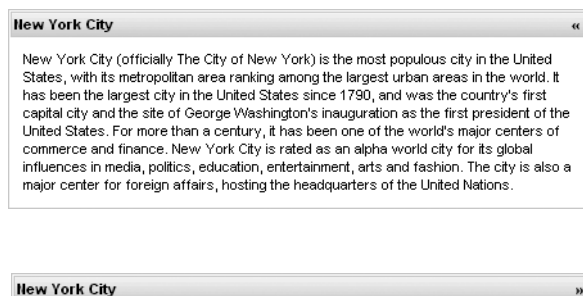 New York City «
New York City (officially The City of New York) is the most populous city in the United
States, with its metropolitan area ranking among the largest urban areas in the world. It
has been the largest city in the United States since 1790, and was the country's first
capital city and the site of George Washington's inauguration as the first president of the
United States. For more than a century, it has been one of the world's major centers of
commerce and finance. New York City is rated as an alpha world city for its global
influences in media, politics, education, entertainment, arts and fashion. The city is also a
major center for foreign affairs, hosting the headquarters of the United Nations.
New York City »